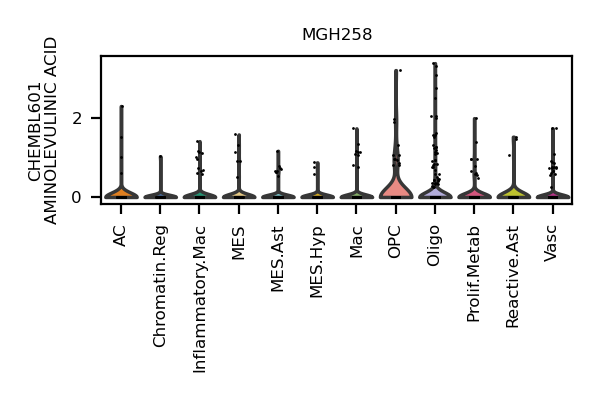 MGH258
CHEMBL601
AMINOLEVULINIC ACID
2
0
AC
Chromatin.Reg
Inflammatory.Mac
MES
MES.Ast
MES.Hyp
Mac
OPC
Oligo
Prolif.Metab
Reactive.Ast
Vasc